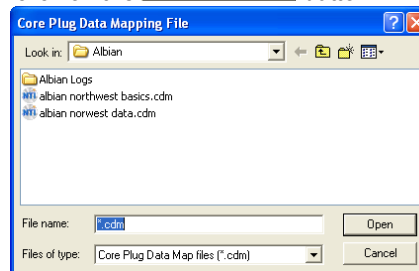 Core Plug Data Mapping File
Look in: Albian
Albian Logs
albian northwest basics.cdm
albian norwest data.cdm
File name: *.cdm Open
Files of type: Core Plug Data Map files (*.cdm) Cancel